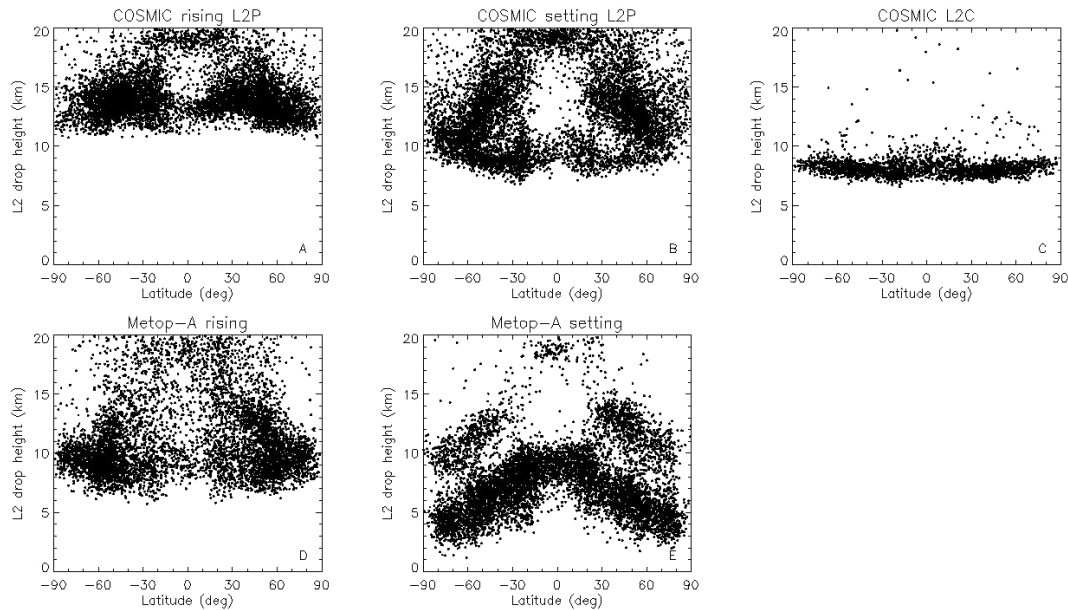 COSMIC rising L2P
COSMIC setting L2P
COSMIC L2C
20
15
10
5
0
L2 drop height (km)
A
−90 −60 −30 0 30 60 90
Latitude (deg)
20
15
10
5
0
L2 drop height (km)
B
−90 −60 −30 0 30 60 90
Latitude (deg)
20
15
10
5
0
L2 drop height (km)
C
−90 −60 −30 0 30 60 90
Latitude (deg)
Metop−A rising
Metop−A setting
20
15
10
5
0
L2 drop height (km)
D
−90 −60 −30 0 30 60 90
Latitude (deg)
20
15
10
5
0
L2 drop height (km)
E
−90 −60 −30 0 30 60 90
Latitude (deg)